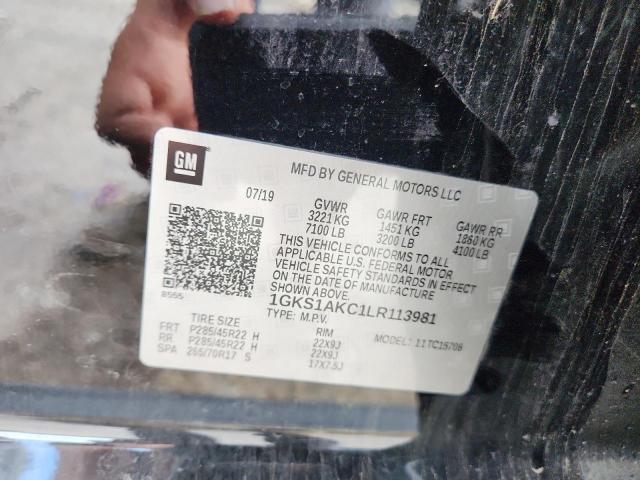 GM
MFD BY GENERAL MOTORS LLC
07/19
GVWR GAWR FRT GAWR RR
3221 KG 1451 KG 1860 KG
7100 LB 3200 LB 4100 LB
THIS VEHICLE CONFORMS TO ALL
APPLICABLE U.S. FEDERAL MOTOR
VEHICLE SAFETY STANDARDS IN EFFECT
ON THE DATE OF MANUFACTURE
SHOWN ABOVE.
8555
1GKS1AKC1LR113981
TYPE: M.P.V.
TIRE SIZE RIM MODEL: 11TC15706
FRT P285/45R22 H 22X9J
RR P285/45R22 H 22X9J
SPA 265/70R17 S 17X7.5J